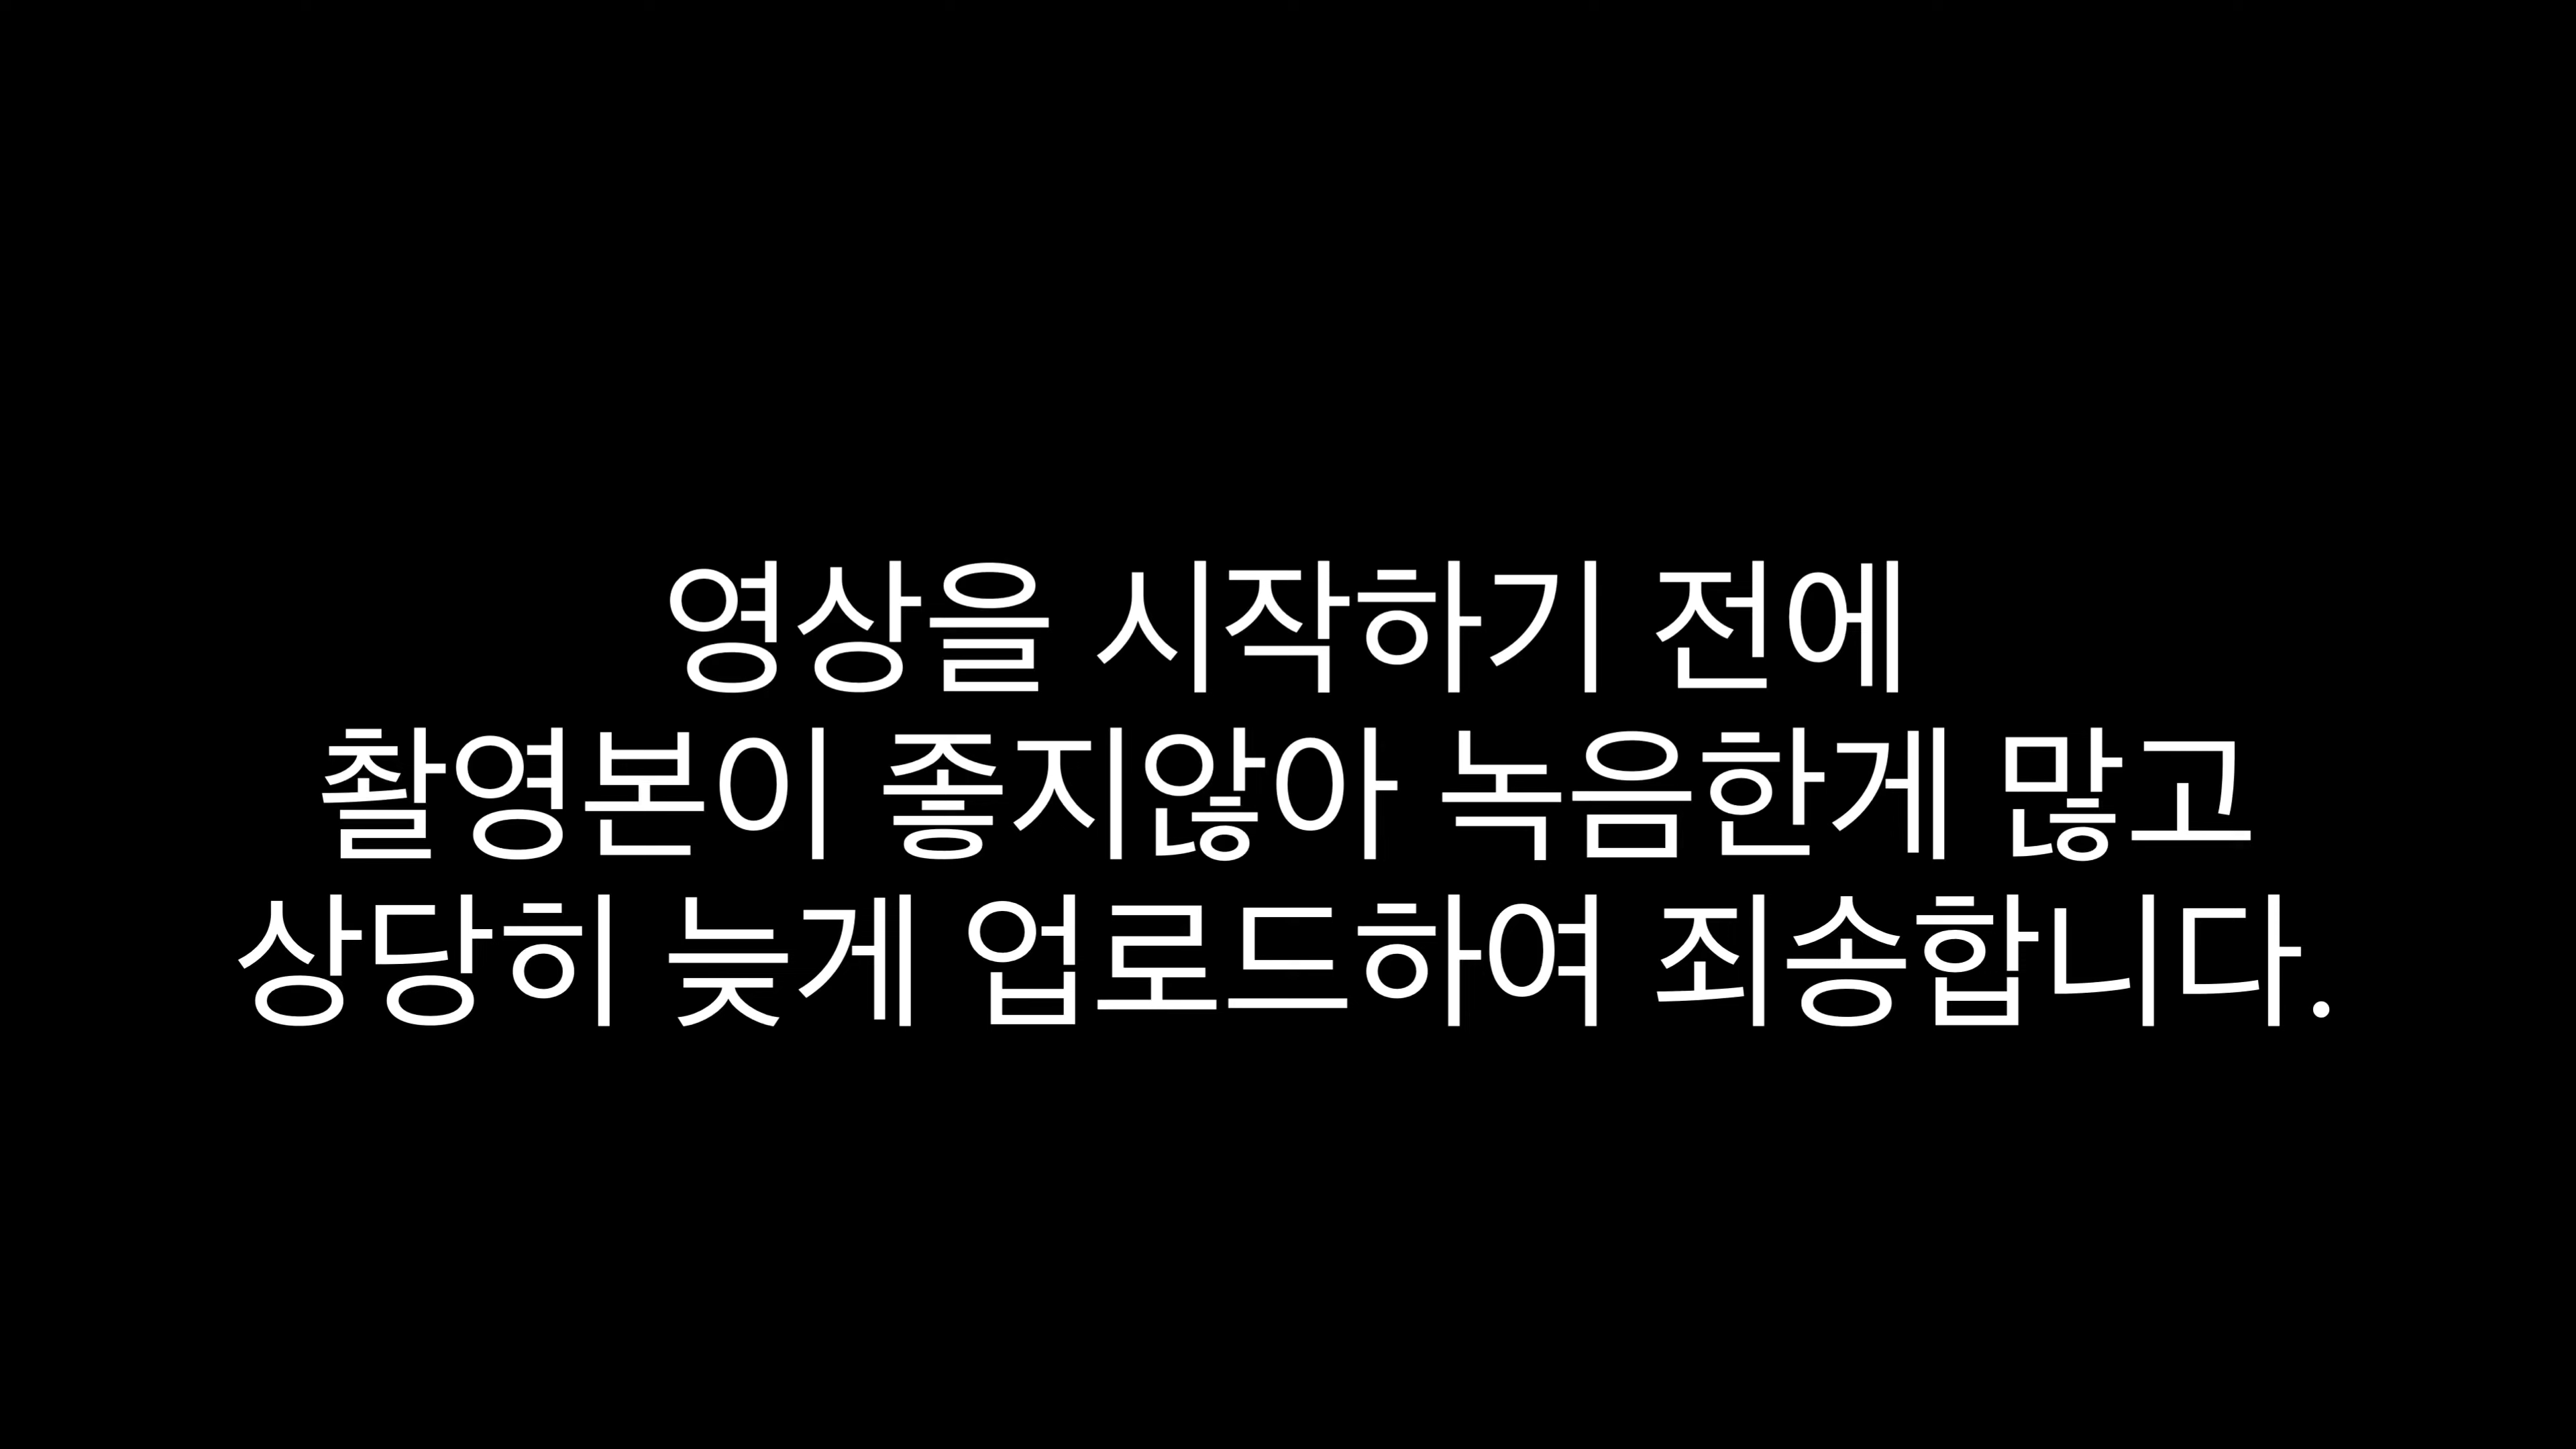 영상을 시작하기 전에
촬영본이 좋지않아 녹음한게 많고
상당히 늦게 업로드하여 죄송합니다.